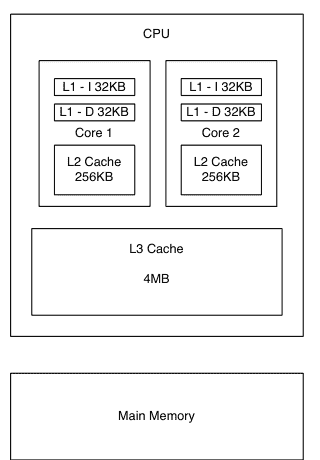 CPU
L1 - I 32KB
L1 - D 32KB
Core 1
L2 Cache
256KB
L1 - I 32KB
L1 - D 32KB
Core 2
L2 Cache
256KB
L3 Cache
4MB
Main Memory